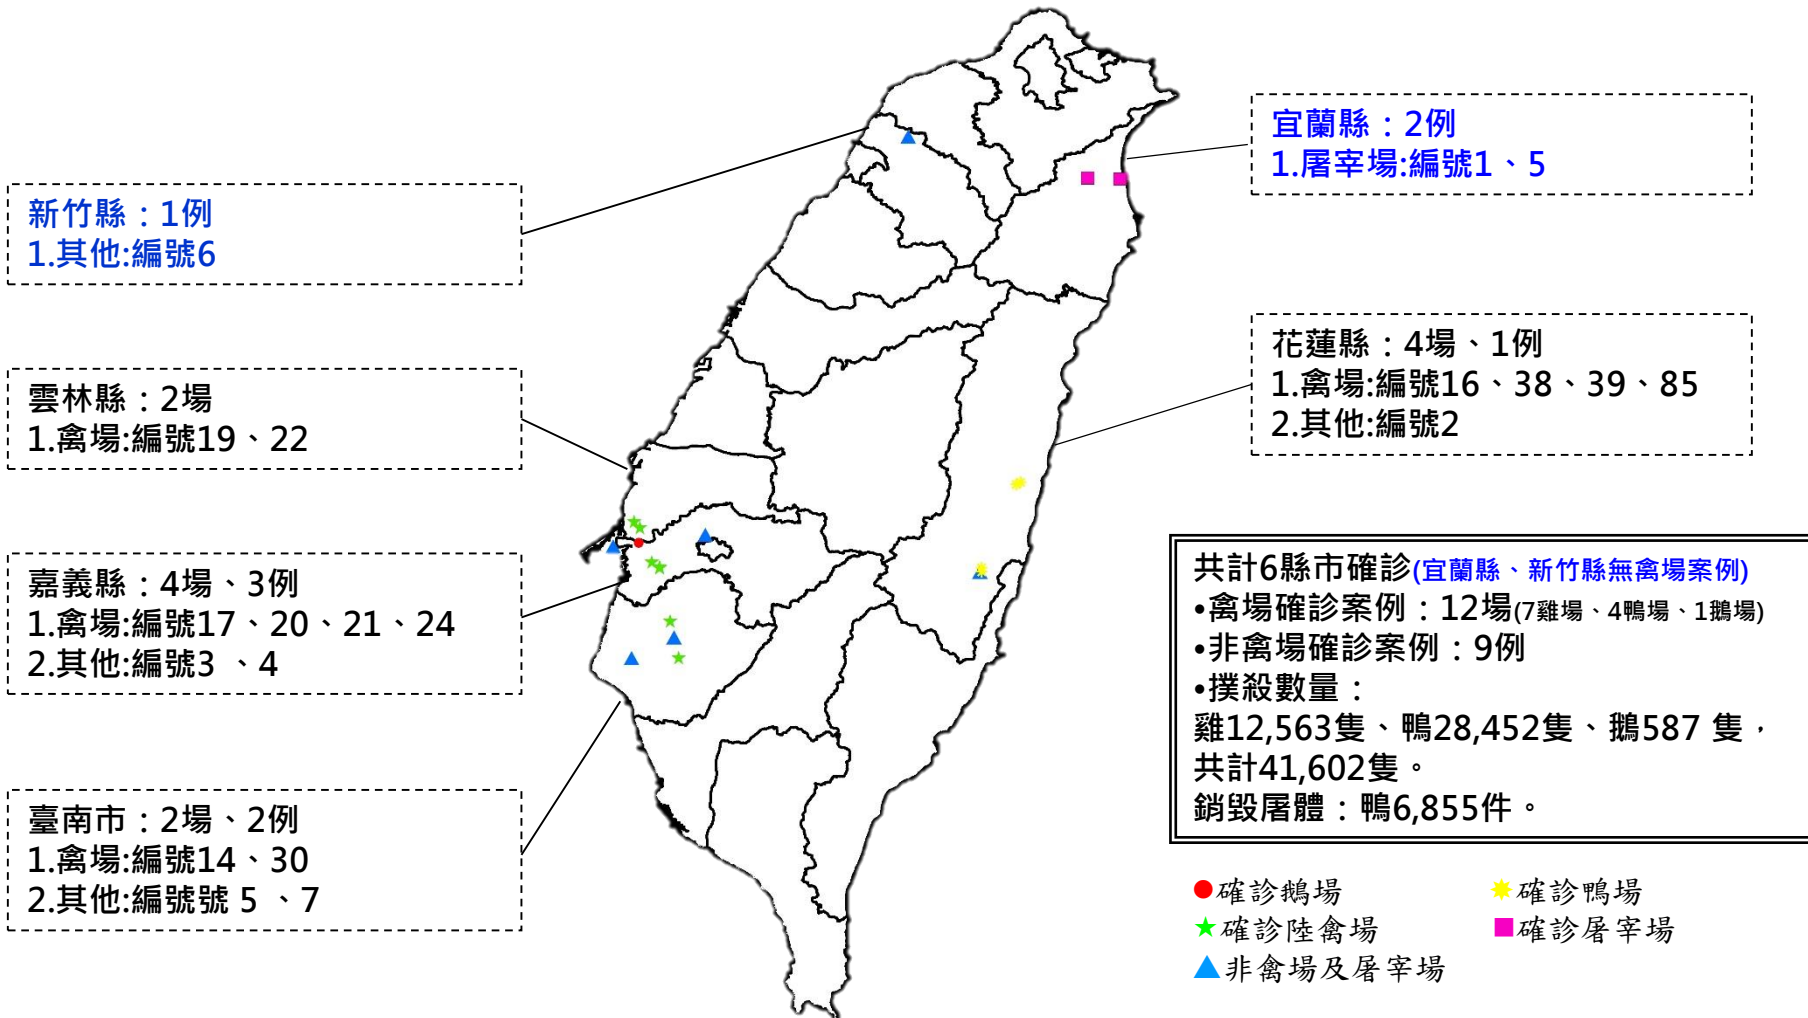 新竹縣：1例
1.其他:編號6
雲林縣：2場
1.禽場:編號19、22
嘉義縣：4場、3例
1.禽場:編號17、20、21、24
2.其他:編號3 、4
臺南市：2場、2例
1.禽場:編號14、30
2.其他:編號號 5 、7
宜蘭縣：2例
1.屠宰場:編號1、5
花蓮縣：4場、1例
1.禽場:編號16、38、39、85
2.其他:編號2
共計6縣市確診(宜蘭縣、新竹縣無禽場案例)
•禽場確診案例：12場(7雞場、4鴨場、1鵝場)
•非禽場確診案例：9例
•撲殺數量：
雞12,563隻、鴨28,452隻、鵝587 隻，
共計41,602隻。
銷毀屠體：鴨6,855件。
確診鵝場
確診鴨場
確診陸禽場
確診屠宰場
非禽場及屠宰場